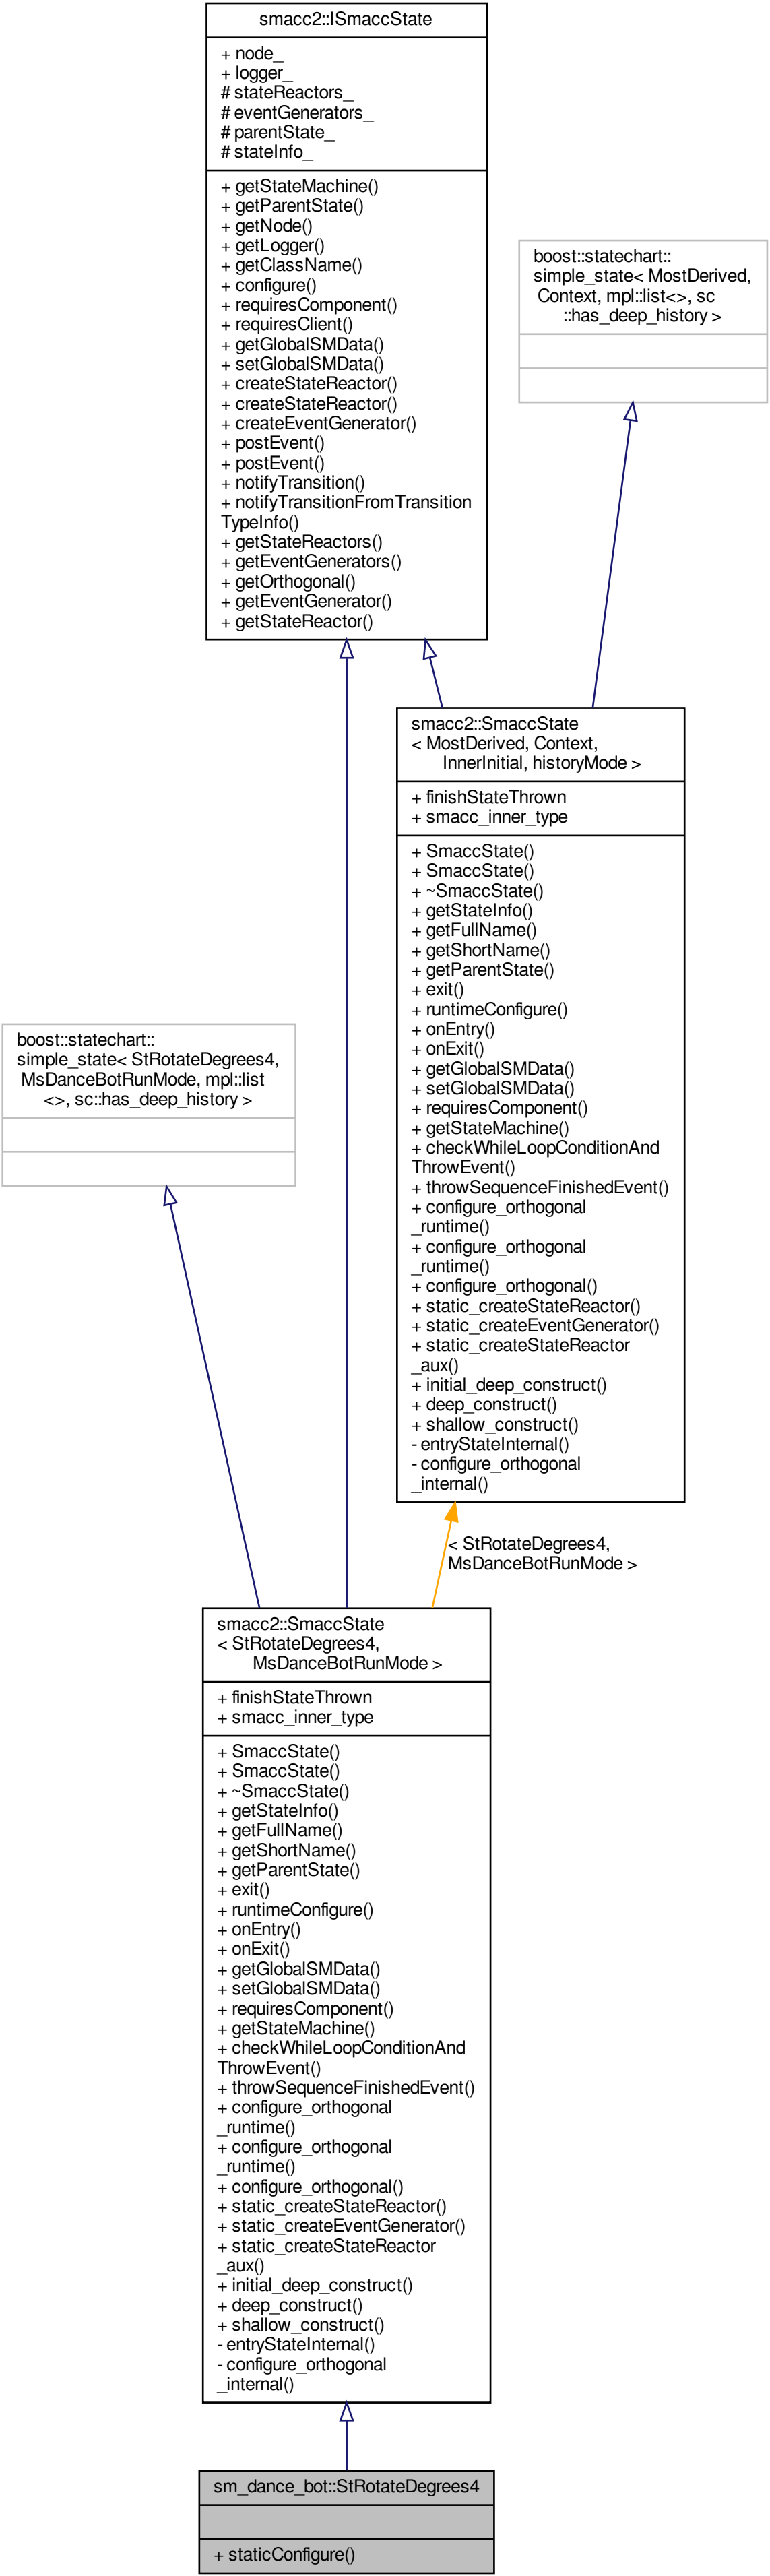 smacc2::ISmaccState
+ node_
+ logger_
# stateReactors_
# eventGenerators_
# parentState_
# stateInfo_
+ getStateMachine()
+ getParentState()
+ getNode()
+ getLogger()
+ getClassName()
+ configure()
+ requiresComponent()
+ requiresClient()
+ getGlobalSMData()
+ setGlobalSMData()
+ createStateReactor()
+ createStateReactor()
+ createEventGenerator()
+ postEvent()
+ postEvent()
+ notifyTransition()
+ notifyTransitionFromTransition
TypeInfo()
+ getStateReactors()
+ getEventGenerators()
+ getOrthogonal()
+ getEventGenerator()
+ getStateReactor()
boost::statechart::
simple_state< MostDerived,
Context, mpl::list<>, sc
::has_deep_history >
smacc2::SmaccState
< MostDerived, Context,
InnerInitial, historyMode >
+ finishStateThrown
+ smacc_inner_type
+ SmaccState()
+ SmaccState()
+ ~SmaccState()
+ getStateInfo()
+ getFullName()
+ getShortName()
+ getParentState()
+ exit()
+ runtimeConfigure()
+ onEntry()
+ onExit()
+ getGlobalSMData()
+ setGlobalSMData()
+ requiresComponent()
+ getStateMachine()
+ checkWhileLoopConditionAnd
ThrowEvent()
+ throwSequenceFinishedEvent()
+ configure_orthogonal
_runtime()
+ configure_orthogonal
_runtime()
+ configure_orthogonal()
+ static_createStateReactor()
+ static_createEventGenerator()
+ static_createStateReactor
_aux()
+ initial_deep_construct()
+ deep_construct()
+ shallow_construct()
- entryStateInternal()
- configure_orthogonal
_internal()
boost::statechart::
simple_state< StRotateDegrees4,
MsDanceBotRunMode, mpl::list
<>, sc::has_deep_history >
< StRotateDegrees4,
MsDanceBotRunMode >
smacc2::SmaccState
< StRotateDegrees4,
MsDanceBotRunMode >
+ finishStateThrown
+ smacc_inner_type
+ SmaccState()
+ SmaccState()
+ ~SmaccState()
+ getStateInfo()
+ getFullName()
+ getShortName()
+ getParentState()
+ exit()
+ runtimeConfigure()
+ onEntry()
+ onExit()
+ getGlobalSMData()
+ setGlobalSMData()
+ requiresComponent()
+ getStateMachine()
+ checkWhileLoopConditionAnd
ThrowEvent()
+ throwSequenceFinishedEvent()
+ configure_orthogonal
_runtime()
+ configure_orthogonal
_runtime()
+ configure_orthogonal()
+ static_createStateReactor()
+ static_createEventGenerator()
+ static_createStateReactor
_aux()
+ initial_deep_construct()
+ deep_construct()
+ shallow_construct()
- entryStateInternal()
- configure_orthogonal
_internal()
sm_dance_bot::StRotateDegrees4
+ staticConfigure()